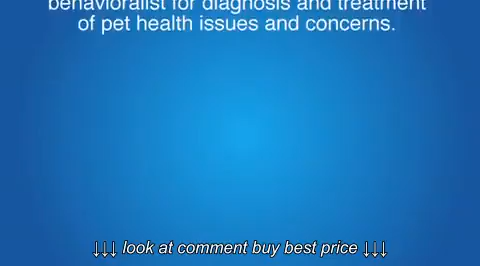 behavioralist for diagnosis and treatment
of pet health issues and concerns.
↓↓↓ look at comment buy best price ↓↓↓